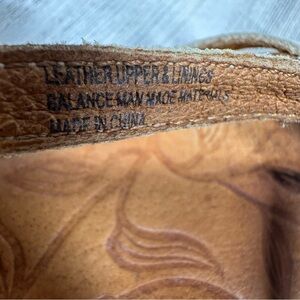 LEATHER UPPER & LININGS
BALANCE MAN MADE MATERIALS
MADE IN CHINA